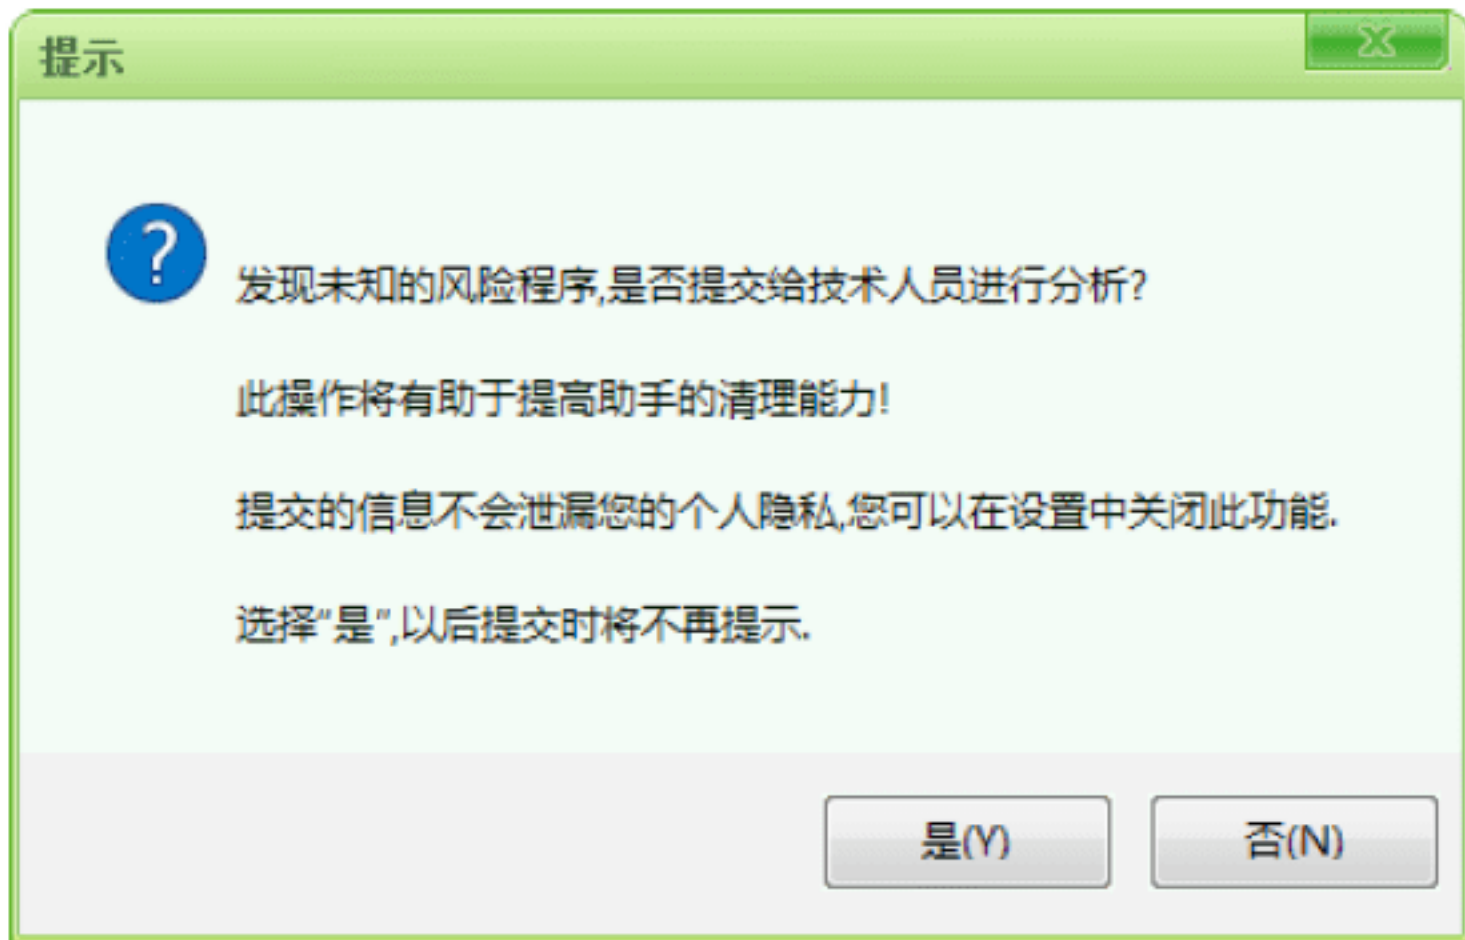 提示
发现未知的风险程序,是否提交给技术人员进行分析?
此操作将有助于提高助手的清理能力!
提交的信息不会泄漏您的个人隐私,您可以在设置中关闭此功能.
选择“是”,以后提交时将不再提示.
是(Y) 否(N)